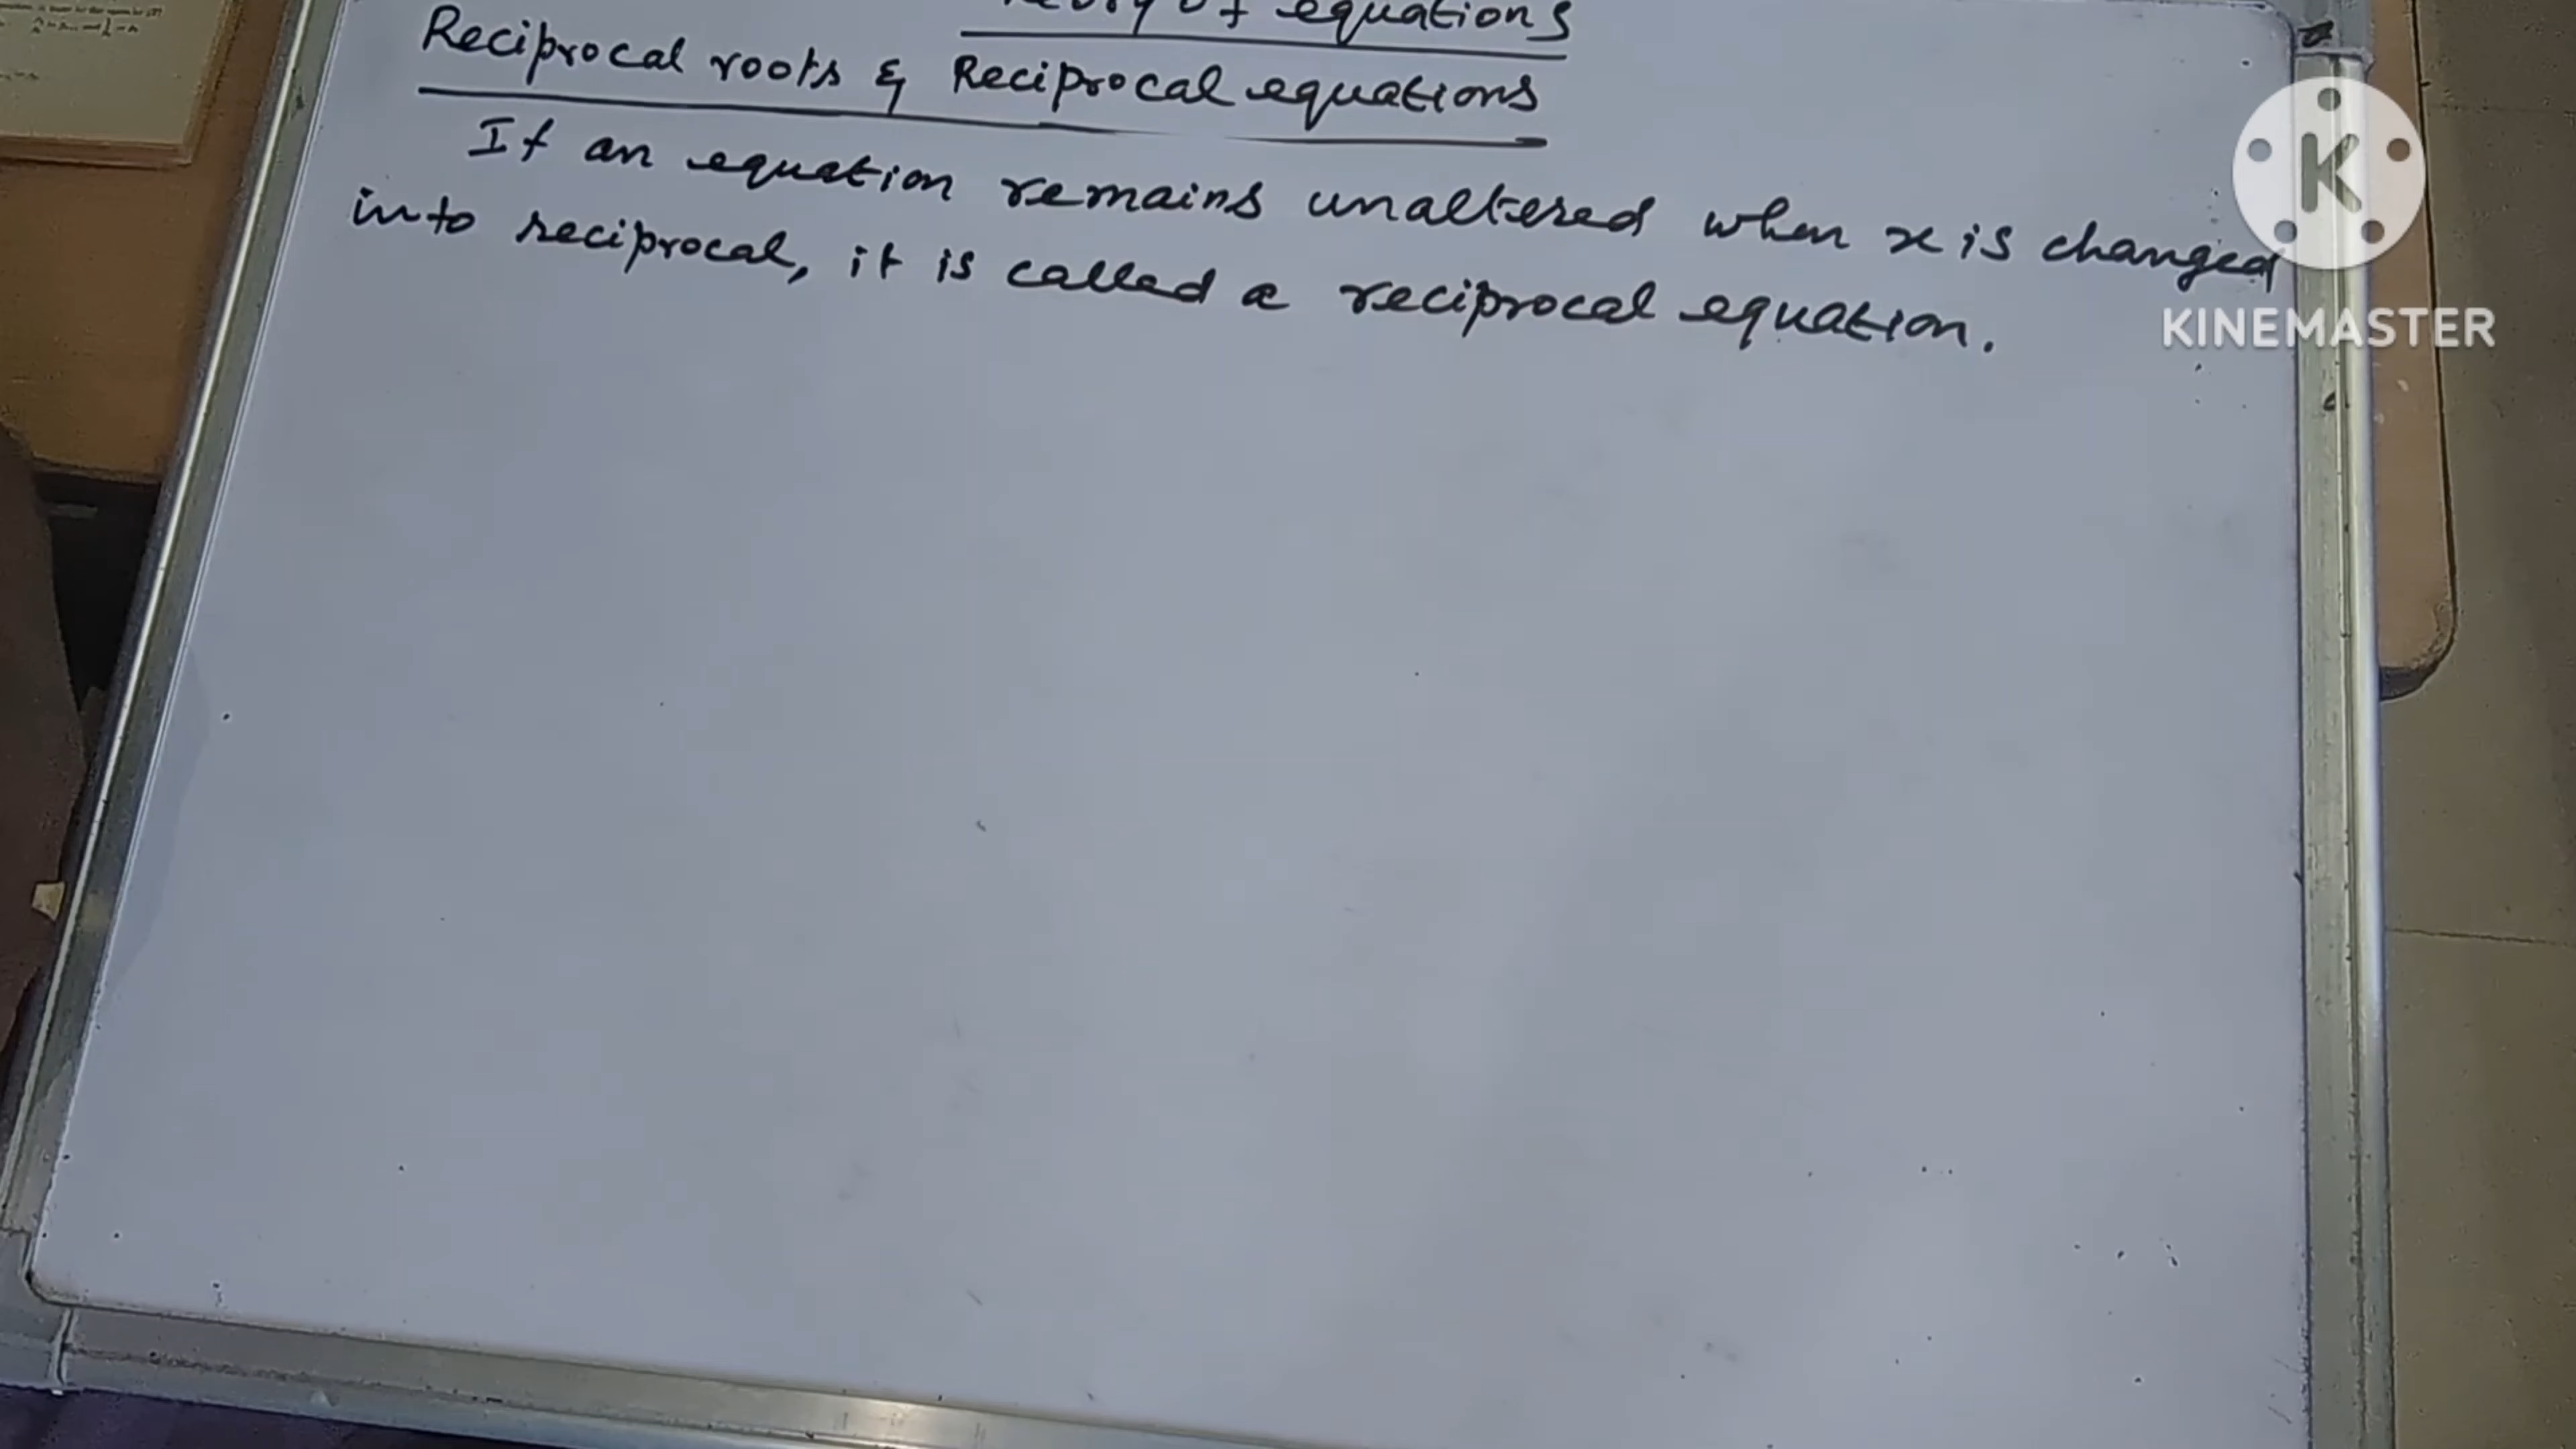 of equations
Reciprocal roots & Reciprocal equations
If an equation remains unaltered when x is changed
into reciprocal, it is called a reciprocal equation.
K
KINEMASTER